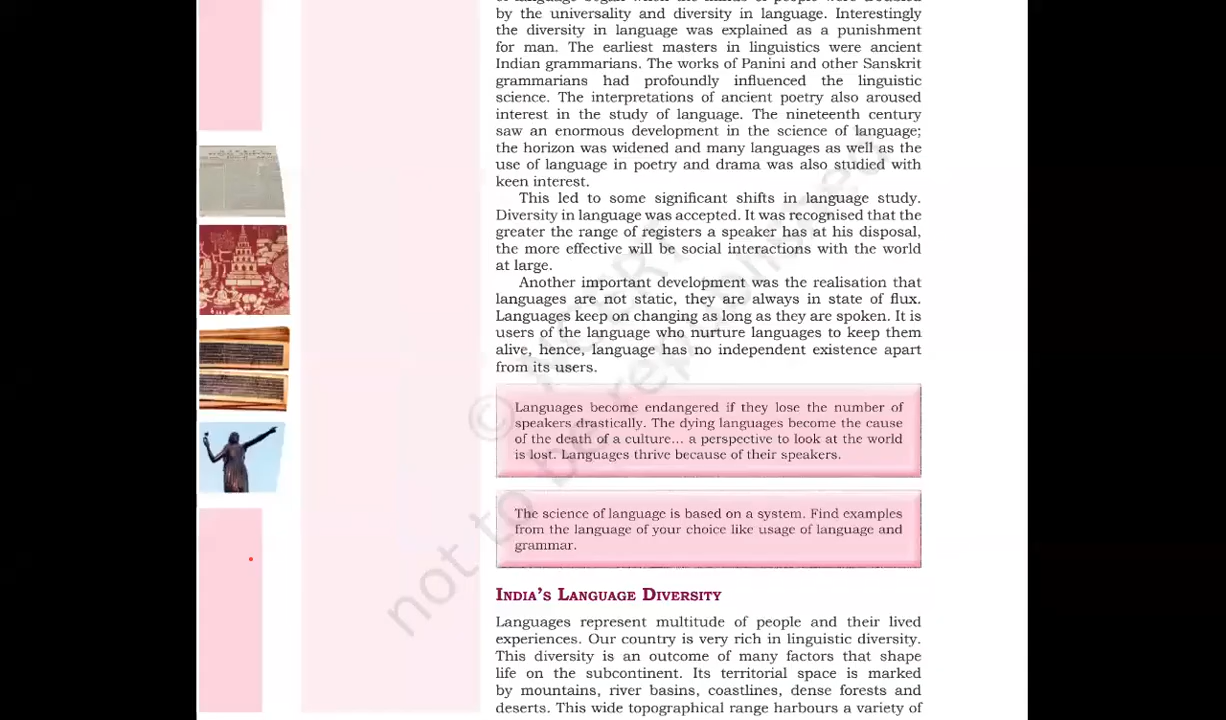 by the universality and diversity in language. Interestingly
the diversity in language was explained as a punishment
for man. The earliest masters in linguistics were ancient
Indian grammarians. The works of Panini and other Sanskrit
grammarians had profoundly influenced the linguistic
science. The interpretations of ancient poetry also aroused
interest in the study of language. The nineteenth century
saw an enormous development in the science of language;
the horizon was widened and many languages as well as the
use of language in poetry and drama was also studied with
keen interest.
This led to some significant shifts in language study.
Diversity in language was accepted. It was recognised that the
greater the range of registers a speaker has at his disposal,
the more effective will be social interactions with the world
at large.
Another important development was the realisation that
languages are not static, they are always in state of flux.
Languages keep on changing as long as they are spoken. It is
users of the language who nurture languages to keep them
alive, hence, language has no independent existence apart
from its users.
Languages become endangered if they lose the number of
speakers drastically. The dying languages become the cause
of the death of a culture... a perspective to look at the world
is lost. Languages thrive because of their speakers.
The science of language is based on a system. Find examples
from the language of your choice like usage of language and
grammar.
INDIA'S LANGUAGE DIVERSITY
Languages represent multitude of people and their lived
experiences. Our country is very rich in linguistic diversity.
This diversity is an outcome of many factors that shape
life on the subcontinent. Its territorial space is marked
by mountains, river basins, coastlines, dense forests and
deserts. This wide topographical range harbours a variety of
© NCERT
not to be republished